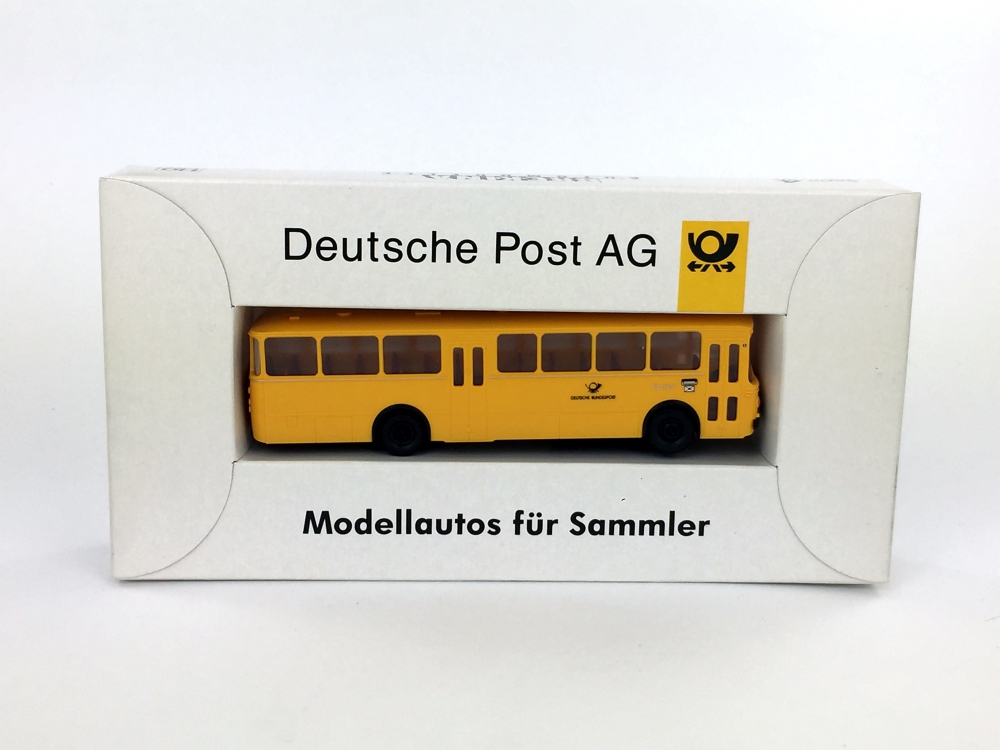 Deutsche Post AG
DEUTSCHE BUNDESPOST
Modellautos für Sammler